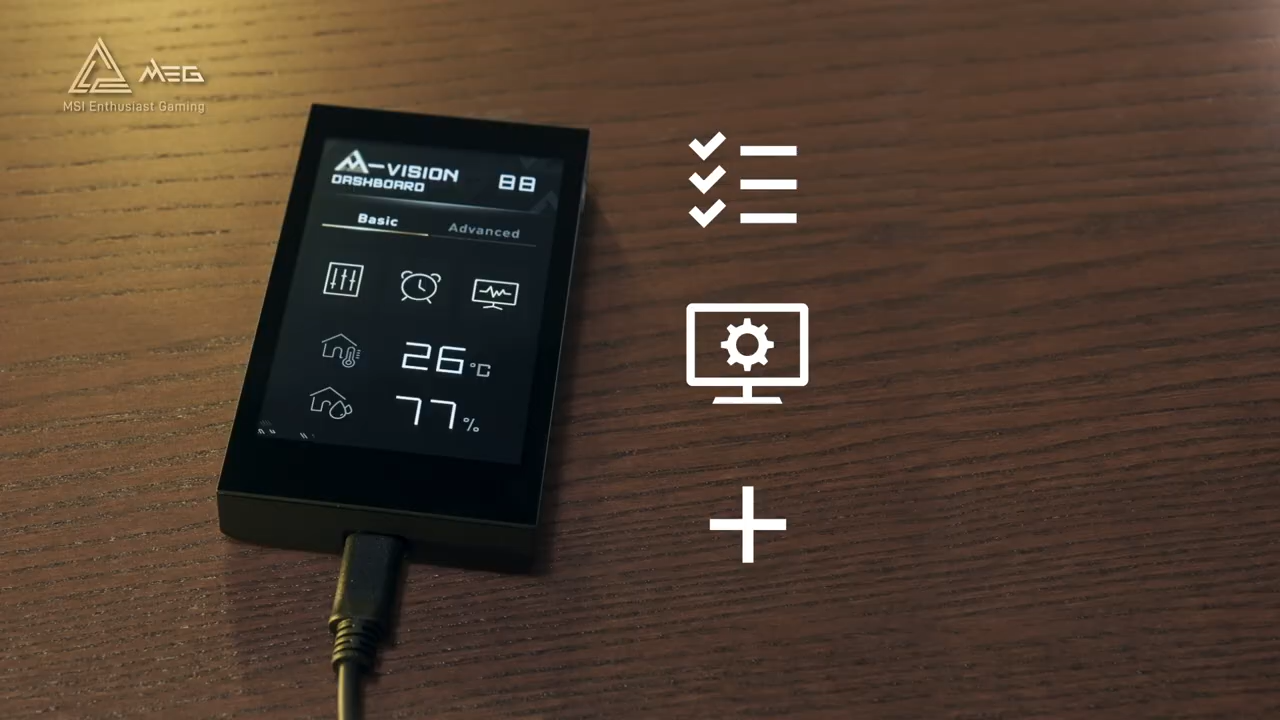 MEG
MSI Enthusiast Gaming
M-VISION
DASHBOARD
88
Basic
Advanced
26 °C
77 %